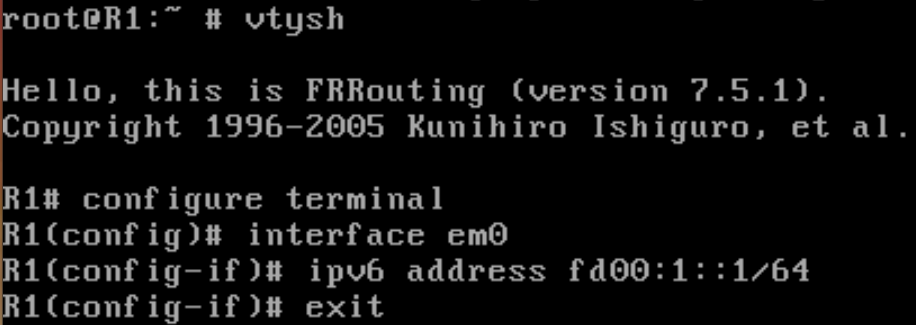 root@R1:~ # vtysh
Hello, this is FRRouting (version 7.5.1).
Copyright 1996-2005 Kunihiro Ishiguro, et al.
R1# configure terminal
R1(config)# interface em0
R1(config-if)# ipv6 address fd00:1::1/64
R1(config-if)# exit